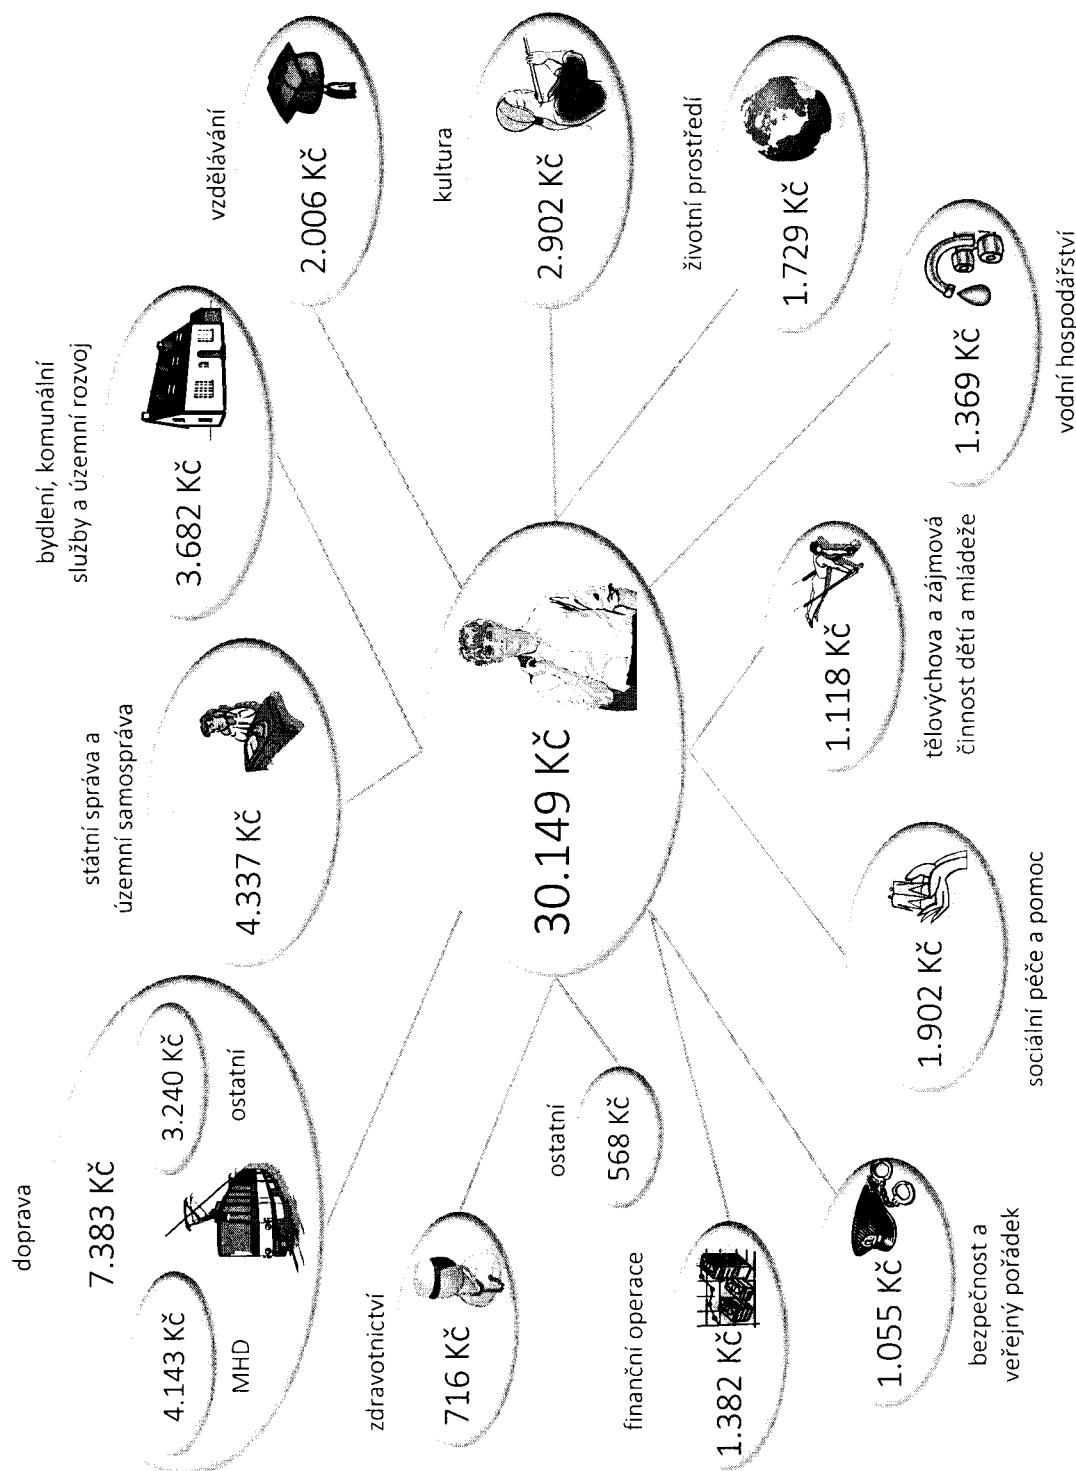 doprava
7.383 Kč
4.143 Kč
MHD
3.240 Kč
ostatní
státní správa a
územní samospráva
4.337 Kč
bydlení, komunální
služby a územní rozvoj
3.682 Kč
vzdělávání
2.006 Kč
kultura
2.902 Kč
životní prostředí
1.729 Kč
1.369 Kč
vodní hospodářství
30.149 Kč
zdravotnictví
716 Kč
ostatní
568 Kč
finanční operace
1.382 Kč
1.055 Kč
bezpečnost a
veřejný pořádek
1.902 Kč
sociální péče a pomoc
1.118 Kč
tělovýchova a zájmová
činnost dětí a mládeže